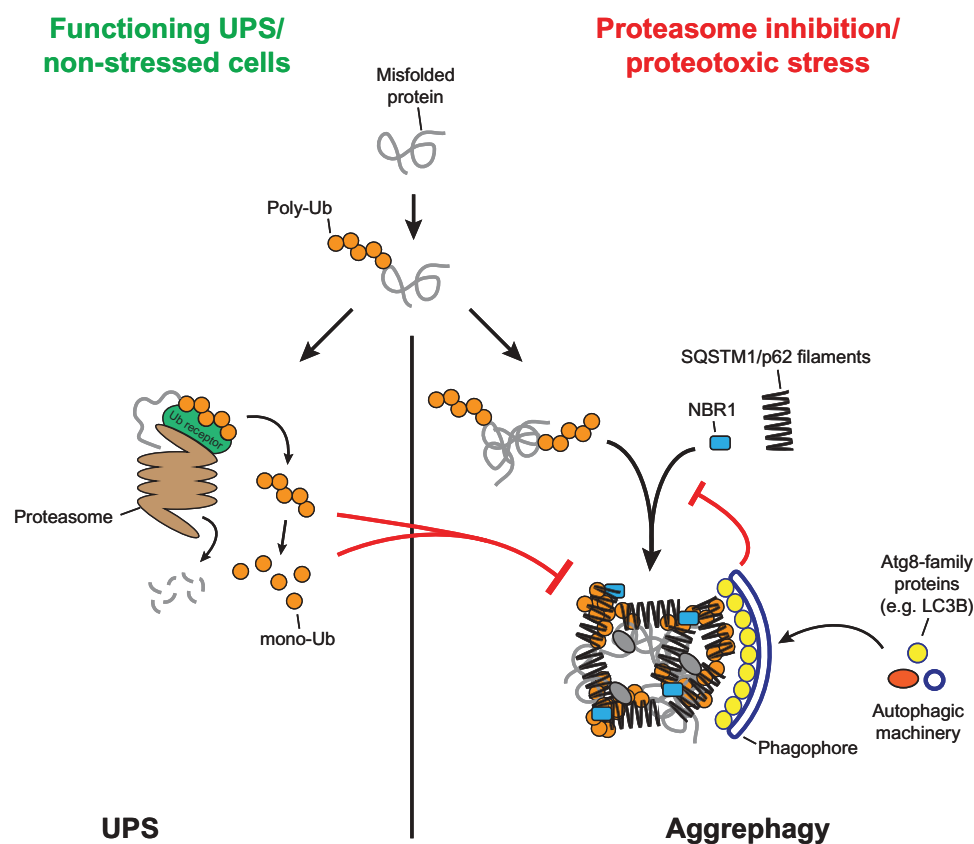 Functioning UPS/
non-stressed cells
Proteasome inhibition/
proteotoxic stress
Misfolded
protein
Poly-Ub
SQSTM1/p62 filaments
NBR1
Ub receptor
Proteasome
mono-Ub
Atg8-family
proteins
(e.g. LC3B)
Autophagic
machinery
Phagophore
UPS
Aggrephagy